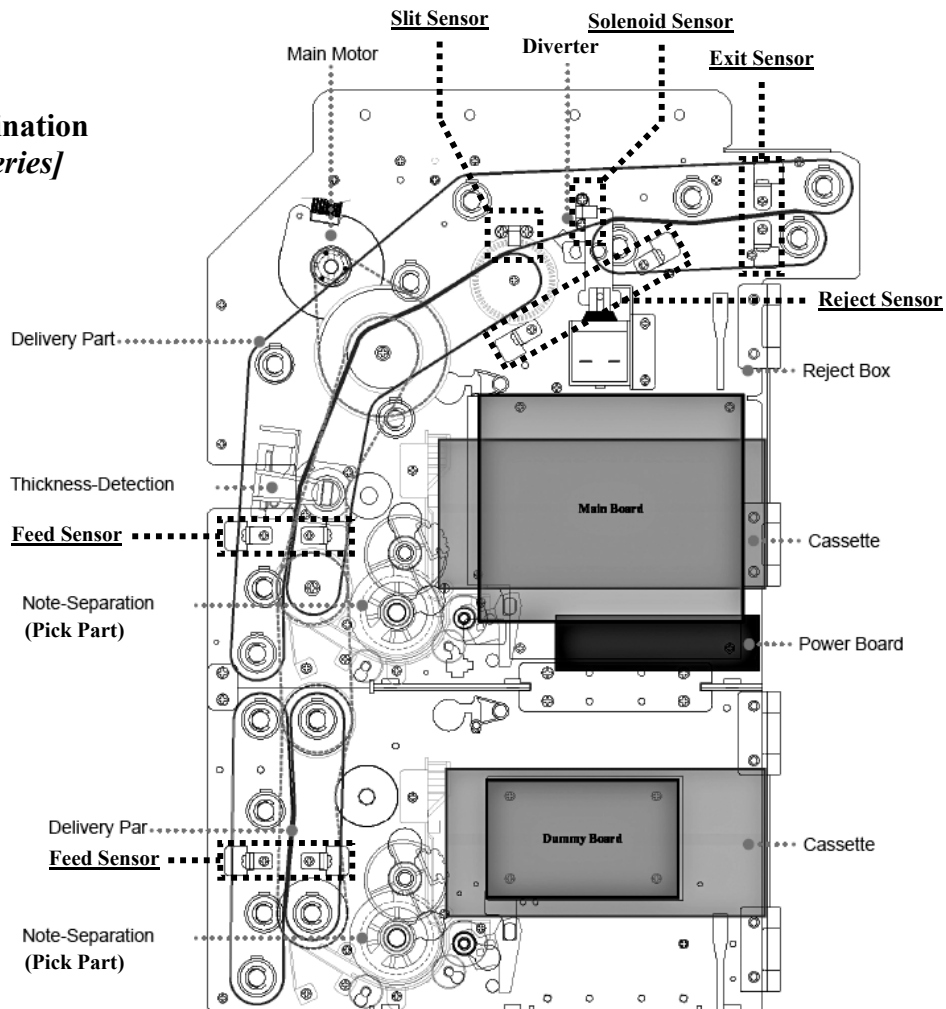 Slit Sensor
Solenoid Sensor
Main Motor
Diverter
Exit Sensor
ination
eries]
Reject Sensor
Delivery Part
Reject Box
Thickness-Detection
Main Board
Feed Sensor
Cassette
Note-Separation
(Pick Part)
Power Board
Delivery Par
Dummy Board
Feed Sensor
Cassette
Note-Separation
(Pick Part)